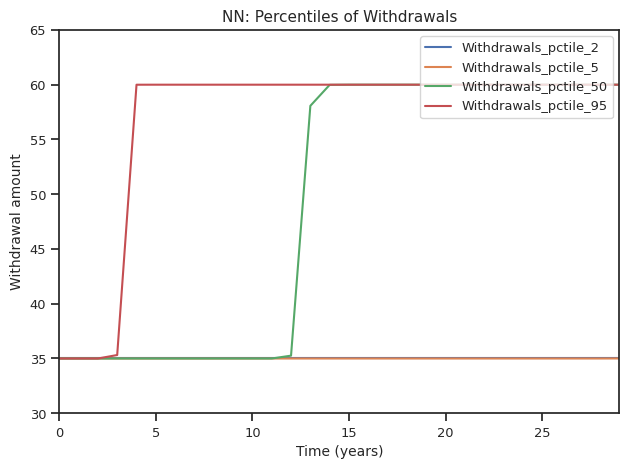 NN: Percentiles of Withdrawals
65
60
55
50
45
40
35
30
Withdrawal amount
Withdrawals_pctile_2
Withdrawals_pctile_5
Withdrawals_pctile_50
Withdrawals_pctile_95
0
5
10
15
20
25
Time (years)